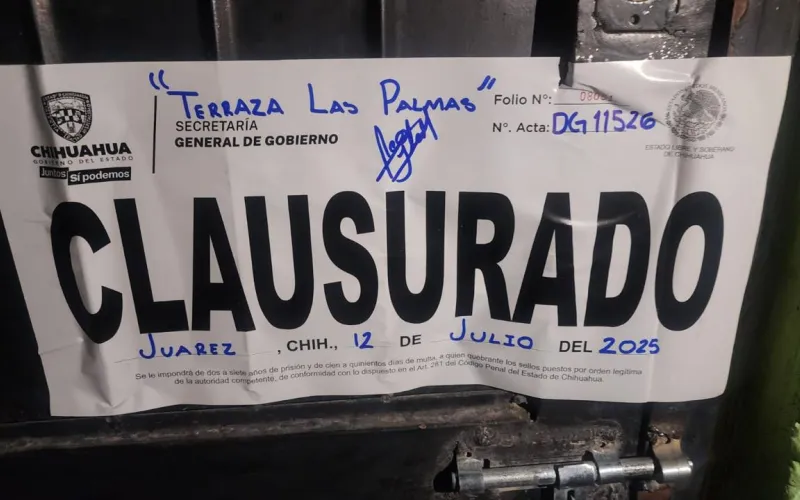 "TERRAZA LAS PALMAS"
CHIHUAHUA
GOBIERNO DEL ESTADO
Juntos Sí podemos
SECRETARÍA
GENERAL DE GOBIERNO
Folio Nº:
Nº. Acta: DG11526
ESTADO LIBRE Y SOBERANO
DE CHIHUAHUA
CLAUSURADO
JUAREZ, CHIH., 12 DE JULIO DEL 2025
Se le impondrá de dos a siete años de prisión y de cien a quinientos días de multa, a quien quebrante los sellos puestos por orden legítima
de la autoridad competente, de conformidad con lo dispuesto en el Art. 281 del Código Penal del Estado de Chihuahua.